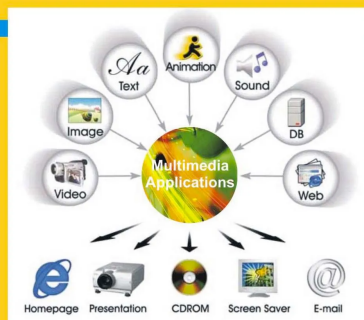 Aa
Text
Animation
Sound
Image
DB
Video
Web
Multimedia
Applications
Homepage
Presentation
CDROM
Screen Saver
E-mail
@